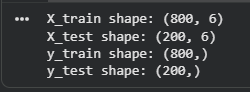 X_train shape: (800, 6)
X_test shape: (200, 6)
y_train shape: (800,)
y_test shape: (200,)